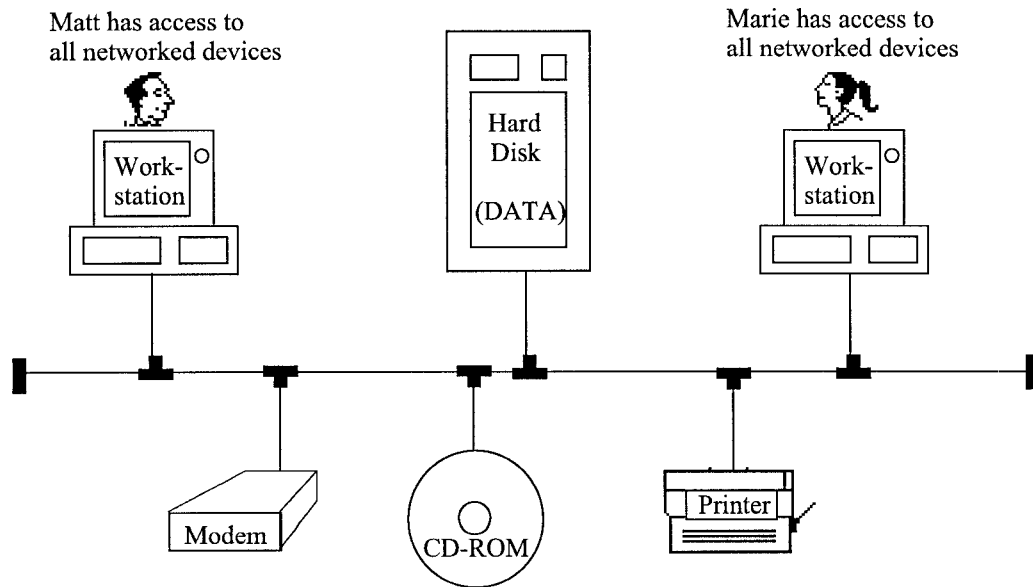 Matt has access to
all networked devices
Marie has access to
all networked devices
Work-
station
Hard
Disk
(DATA)
Work-
station
Modem
CD-ROM
Printer